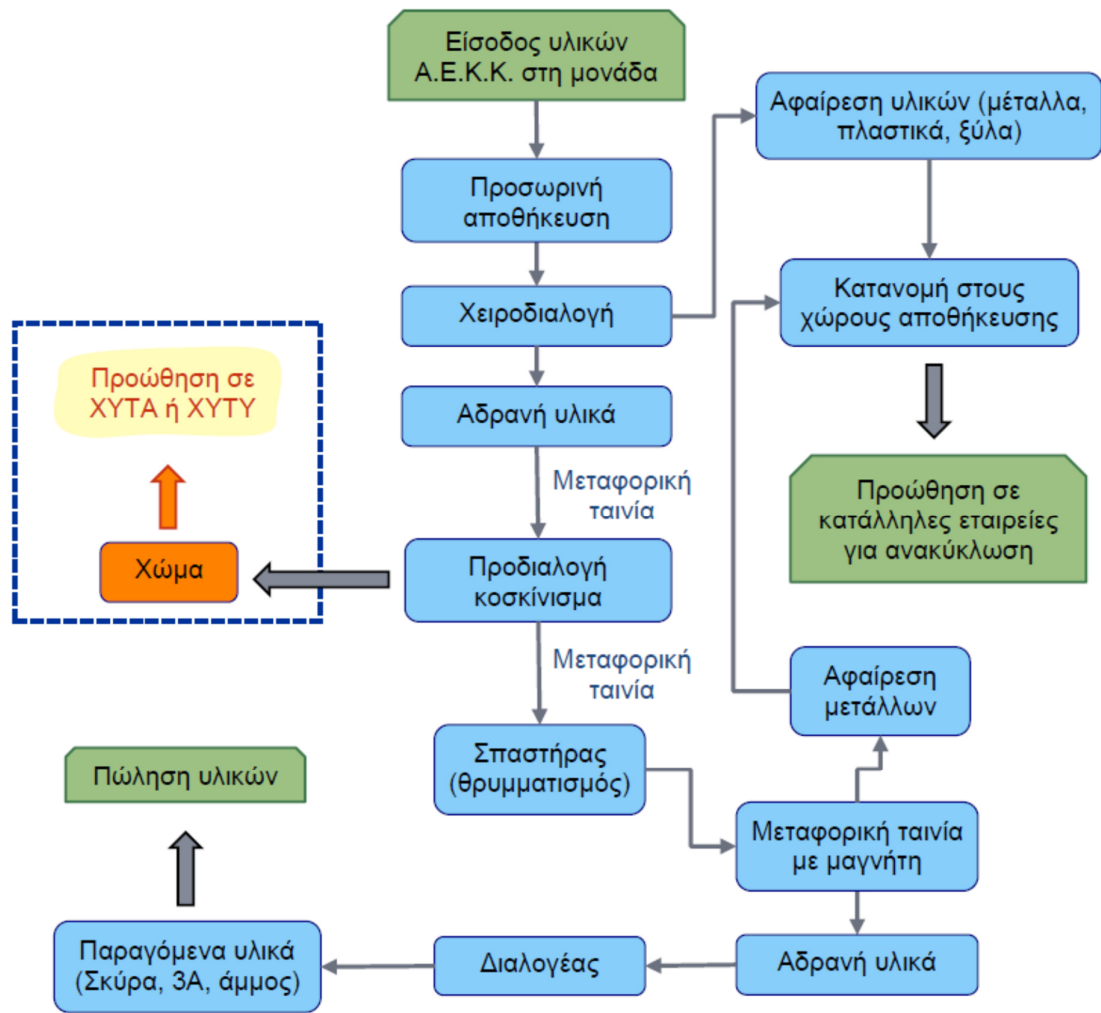 Είσοδος υλικών
Α.Ε.Κ.Κ. στη μονάδα
Αφαίρεση υλικών (μέταλλα,
πλαστικά, ξύλα)
Προσωρινή
αποθήκευση
Χειροδιαλογή
Κατανομή στους
χώρους αποθήκευσης
Προώθηση σε
ΧΥΤΑ ή ΧΥΤΥ
Αδρανή υλικά
Μεταφορική
ταινία
Προώθηση σε
κατάλληλες εταιρείες
για ανακύκλωση
Χώμα
Προδιαλογή
κοσκίνισμα
Μεταφορική
ταινία
Αφαίρεση
μετάλλων
Πώληση υλικών
Σπαστήρας
(θρυμματισμός)
Μεταφορική ταινία
με μαγνήτη
Παραγόμενα υλικά
(Σκύρα, 3Α, άμμος)
Διαλογέας
Αδρανή υλικά